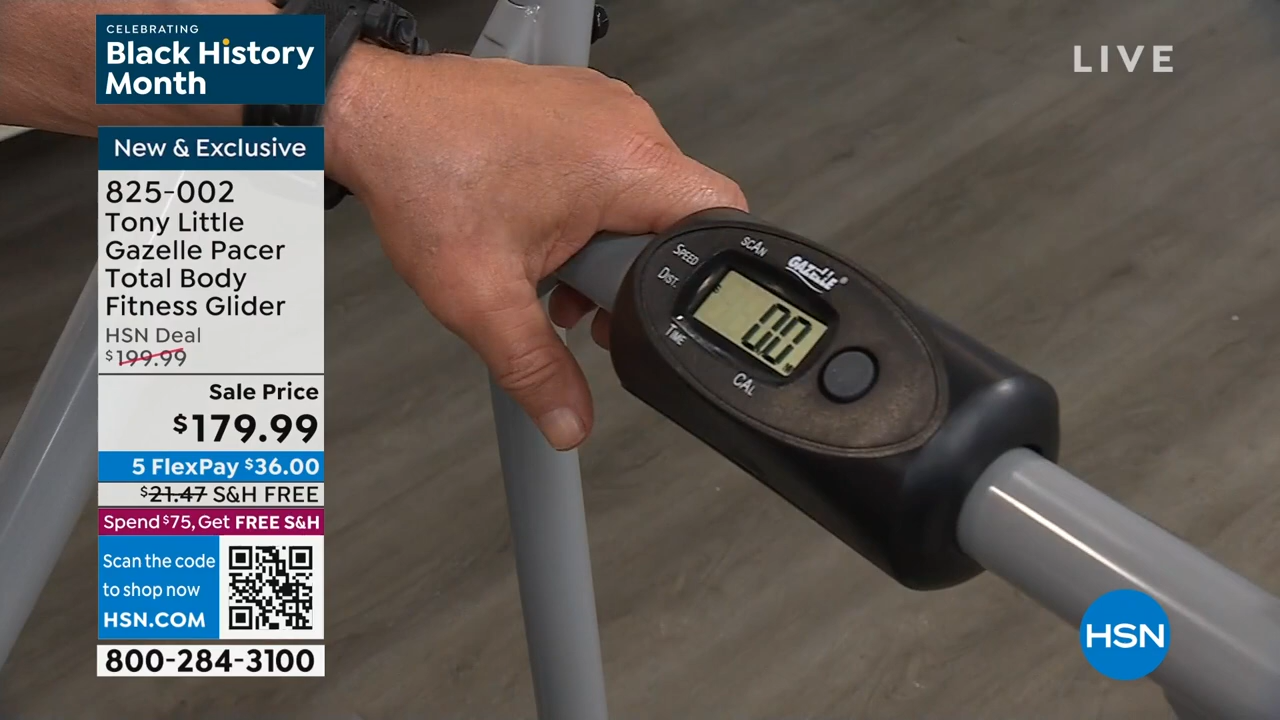 CELEBRATING
Black History
Month
New & Exclusive
825-002
Tony Little
Gazelle Pacer
Total Body
Fitness Glider
HSN Deal
$199.99
Sale Price
$179.99
5 FlexPay $36.00
$21.47 S&H FREE
Spend $75, Get FREE S&H
Scan the code
to shop now
HSN.COM
800-284-3100
LIVE
SCAN
SPEED
DIST.
TIME
CAL
GAZELLE®
0.0
HSN